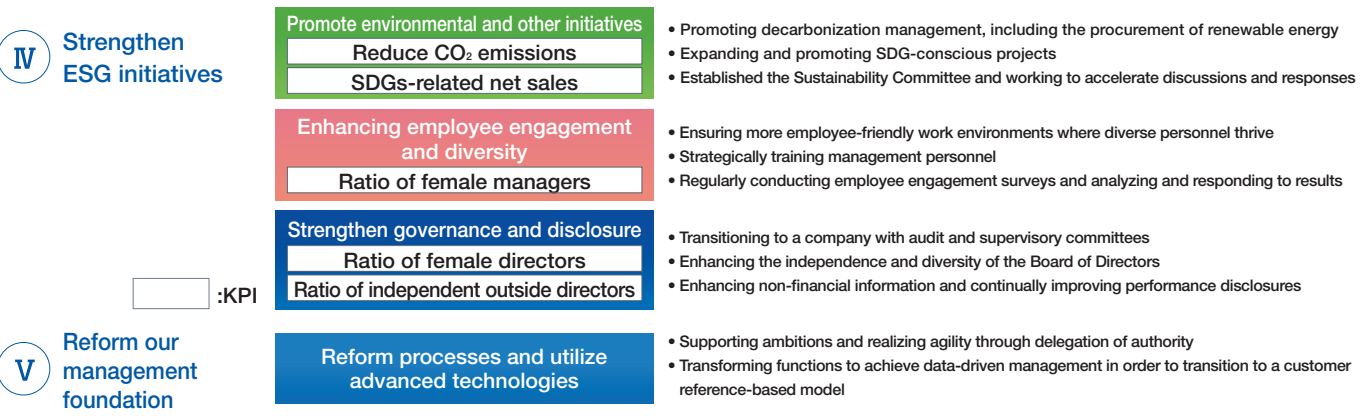 Ⅳ
Strengthen
ESG initiatives
Promote environmental and other initiatives
Reduce CO₂ emissions
SDGs-related net sales
• Promoting decarbonization management, including the procurement of renewable energy
• Expanding and promoting SDG-conscious projects
• Established the Sustainability Committee and working to accelerate discussions and responses
Enhancing employee engagement
and diversity
Ratio of female managers
• Ensuring more employee-friendly work environments where diverse personnel thrive
• Strategically training management personnel
• Regularly conducting employee engagement surveys and analyzing and responding to results
Strengthen governance and disclosure
Ratio of female directors
Ratio of independent outside directors
• Transitioning to a company with audit and supervisory committees
• Enhancing the independence and diversity of the Board of Directors
• Enhancing non-financial information and continually improving performance disclosures
:KPI
Ⅴ
Reform our
management
foundation
Reform processes and utilize
advanced technologies
• Supporting ambitions and realizing agility through delegation of authority
• Transforming functions to achieve data-driven management in order to transition to a customer
reference-based model